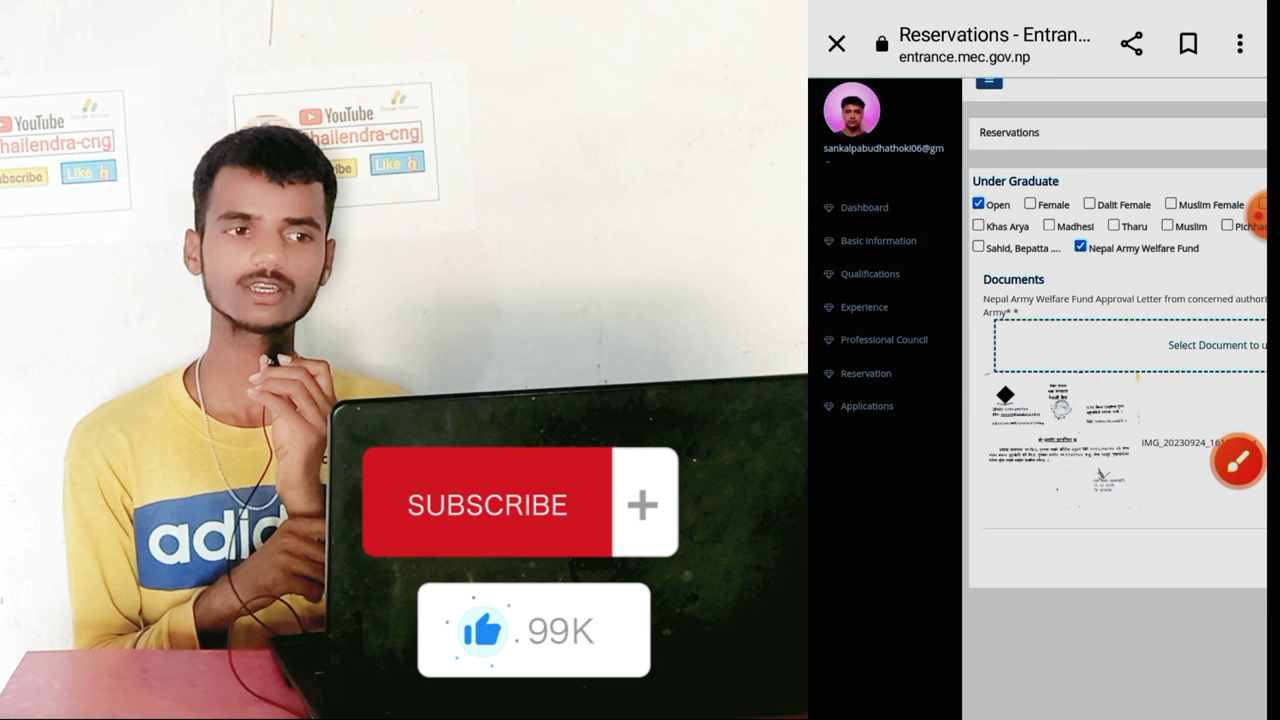 YouTube
hailendra-cng
ubscribe
Like
YouTube
hailendra-cng
ibe
Like
adid
SUBSCRIBE
99K
Reservations - Entran...
entrance.mec.gov.np
sankalpabudhathoki06@gm
Dashboard
Basic Information
Qualifications
Experience
Professional Council
Reservation
Applications
Reservations
Under Graduate
Open Female Dalit Female Muslim Female
Khas Arya Madhesi Tharu Muslim Pichha
Sahid, Bepatta .... Nepal Army Welfare Fund
Documents
Nepal Army Welfare Fund Approval Letter from concerned authori
Army* *
Select Document to u
IMG_20230924_16